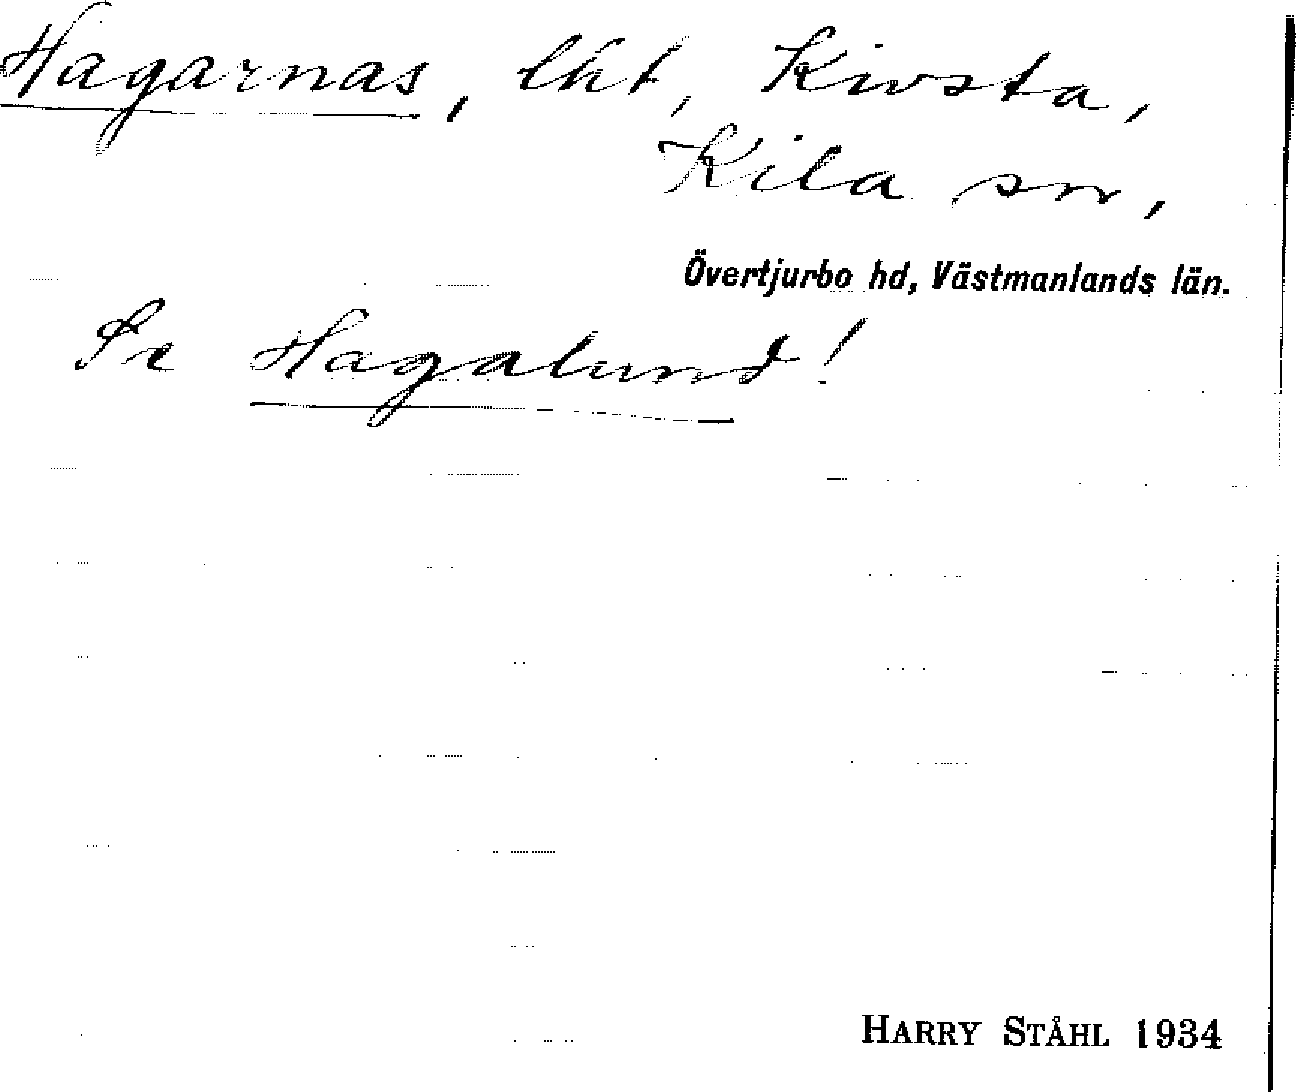 Hagarnas, lht, Kivsta,
Kila sn,
Övertjurbo hd, Västmanlands län.
Se Hagalund!
HARRY STÅHL 1934